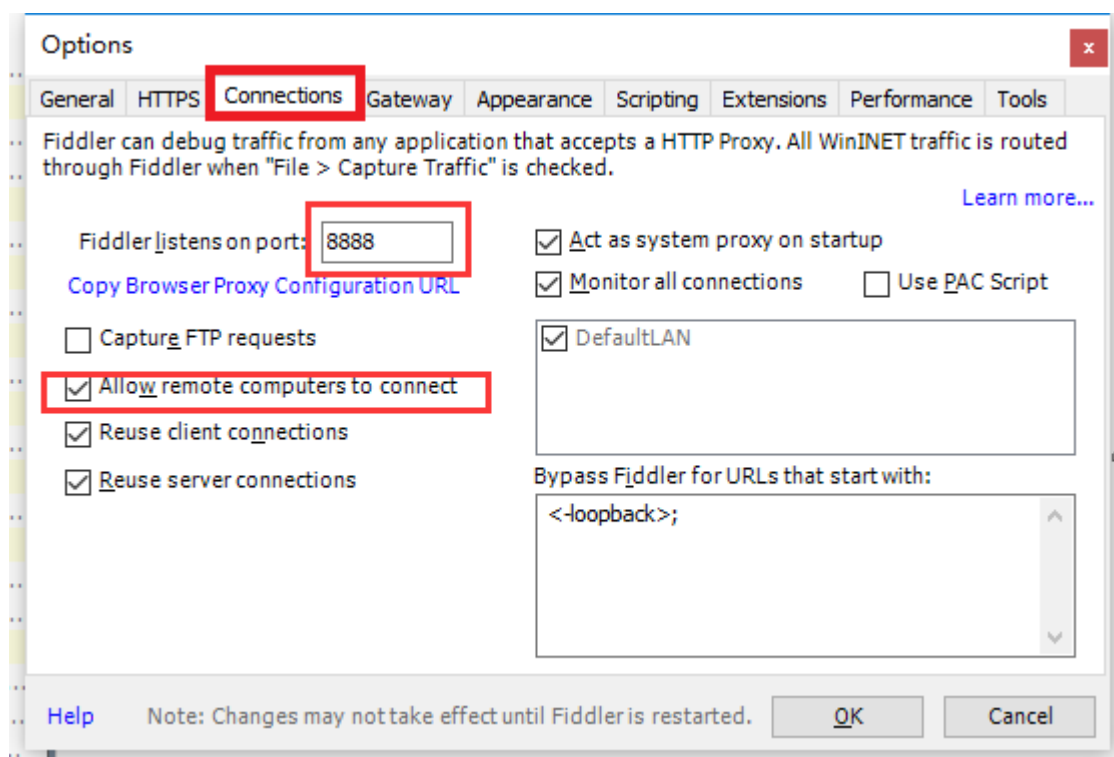 Options
x
General HTTPS Connections Gateway Appearance Scripting Extensions Performance Tools
Fiddler can debug traffic from any application that accepts a HTTP Proxy. All WinINET traffic is routed
through Fiddler when "File > Capture Traffic" is checked.
Learn more...
Fiddler listens on port: 8888
Act as system proxy on startup
Copy Browser Proxy Configuration URL
Monitor all connections
Use PAC Script
Capture FTP requests
DefaultLAN
Allow remote computers to connect
Reuse client connections
Reuse server connections
Bypass Fiddler for URLs that start with:
<-loopback>;
Help
Note: Changes may not take effect until Fiddler is restarted.
OK
Cancel